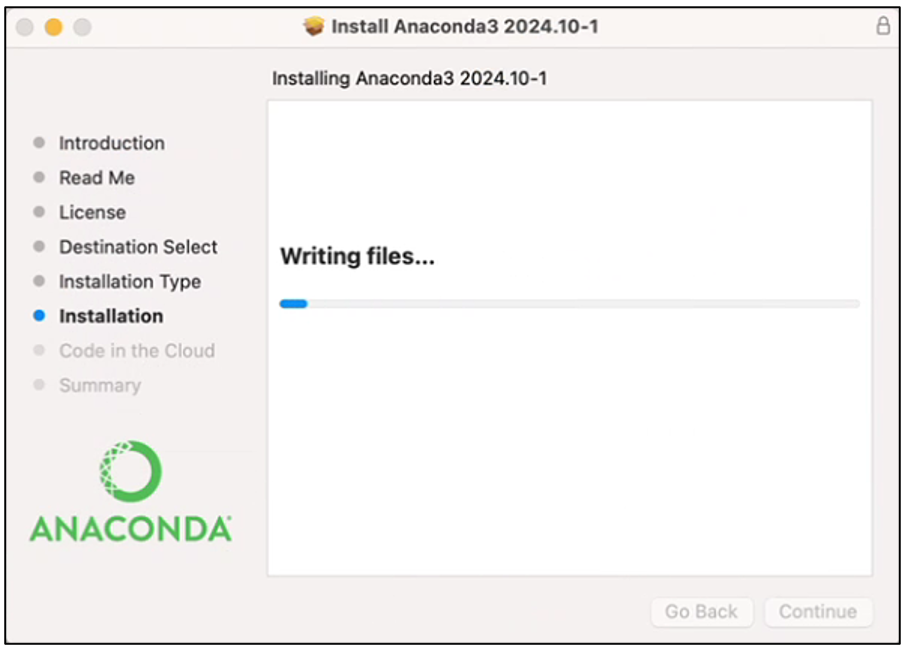 Install Anaconda3 2024.10-1
Installing Anaconda3 2024.10-1
Introduction
Read Me
License
Destination Select
Installation Type
Installation
Code in the Cloud
Summary
ANACONDA
Writing files...
Go Back
Continue